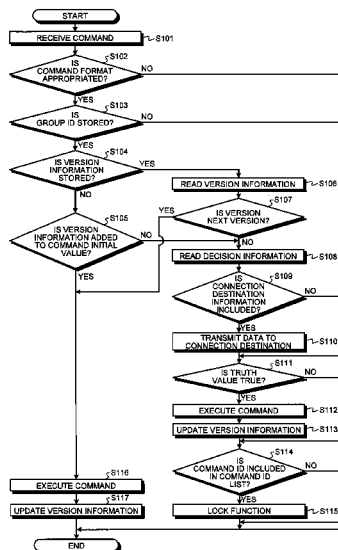 START
RECEIVE COMMAND
S101
IS
COMMAND FORMAT
APPROPRIATED?
S102
NO
YES
IS
GROUP ID STORED?
S103
NO
YES
IS VERSION
INFORMATION
STORED?
S104
YES
NO
READ VERSION INFORMATION
S106
IS VERSION
NEXT VERSION?
S107
YES
NO
IS VERSION
INFORMATION ADDED
TO COMMAND INITIAL
VALUE?
S105
NO
YES
READ DECISION INFORMATION
S108
IS
CONNECTION
DESTINATION
INFORMATION
INCLUDED?
S109
NO
YES
TRANSMIT DATA TO
CONNECTION DESTINATION
S110
IS TRUTH
VALUE TRUE?
S111
NO
YES
EXECUTE COMMAND
S112
UPDATE VERSION INFORMATION
S113
IS
COMMAND ID INCLUDED
IN COMMAND ID
LIST?
S114
NO
YES
LOCK FUNCTION
S115
EXECUTE COMMAND
S116
UPDATE VERSION INFORMATION
S117
END